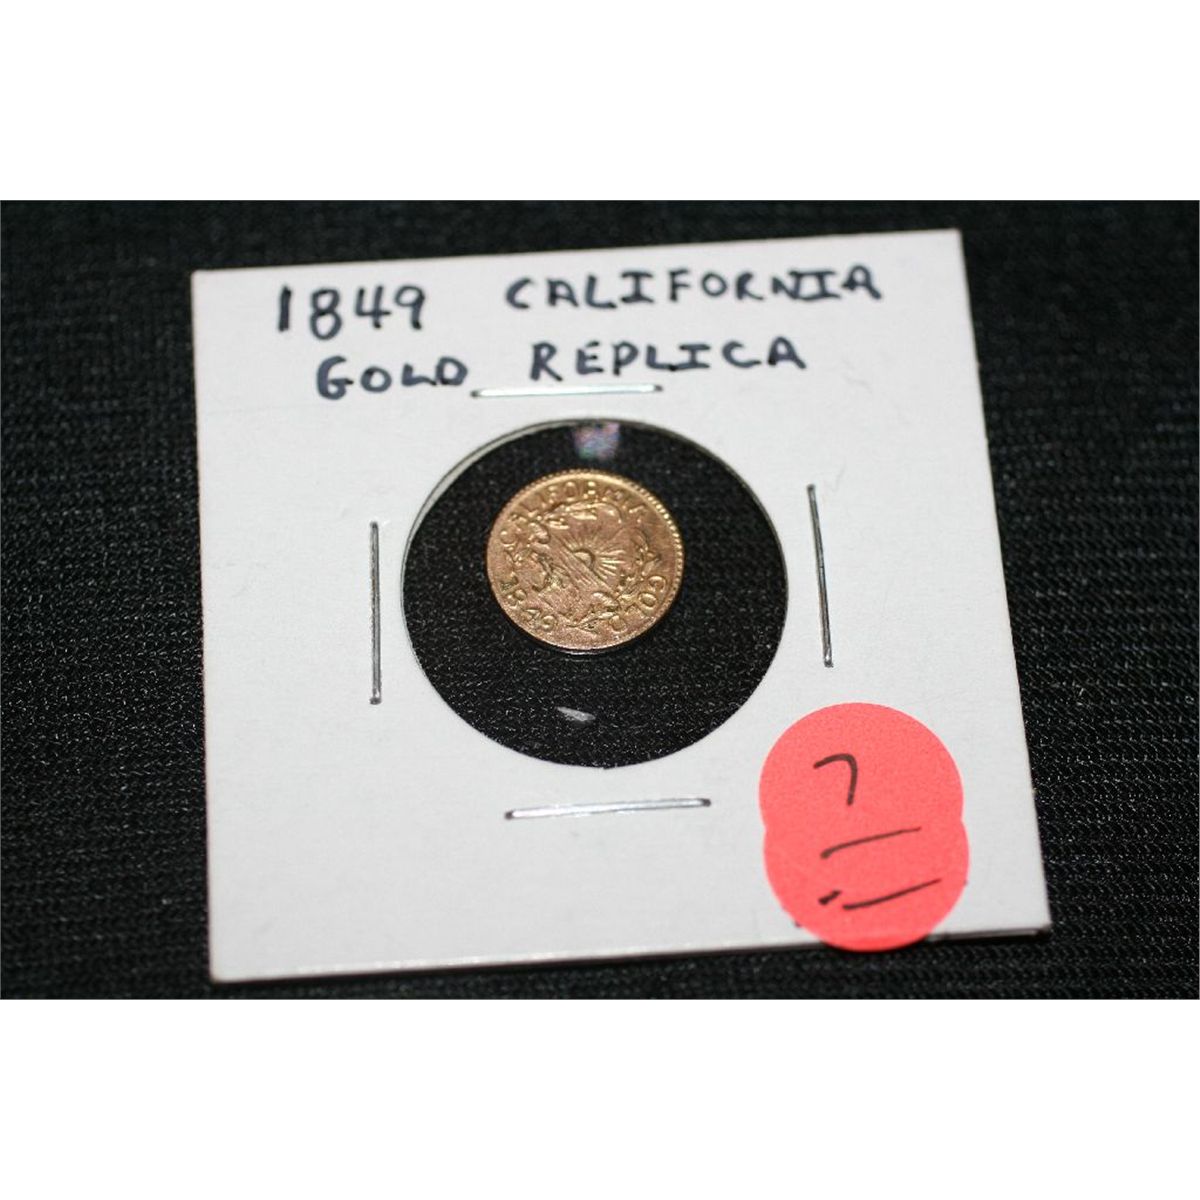 1849 CALIFORNIA
GOLD REPLICA
CALIFORNIA
GOLD
1849
7